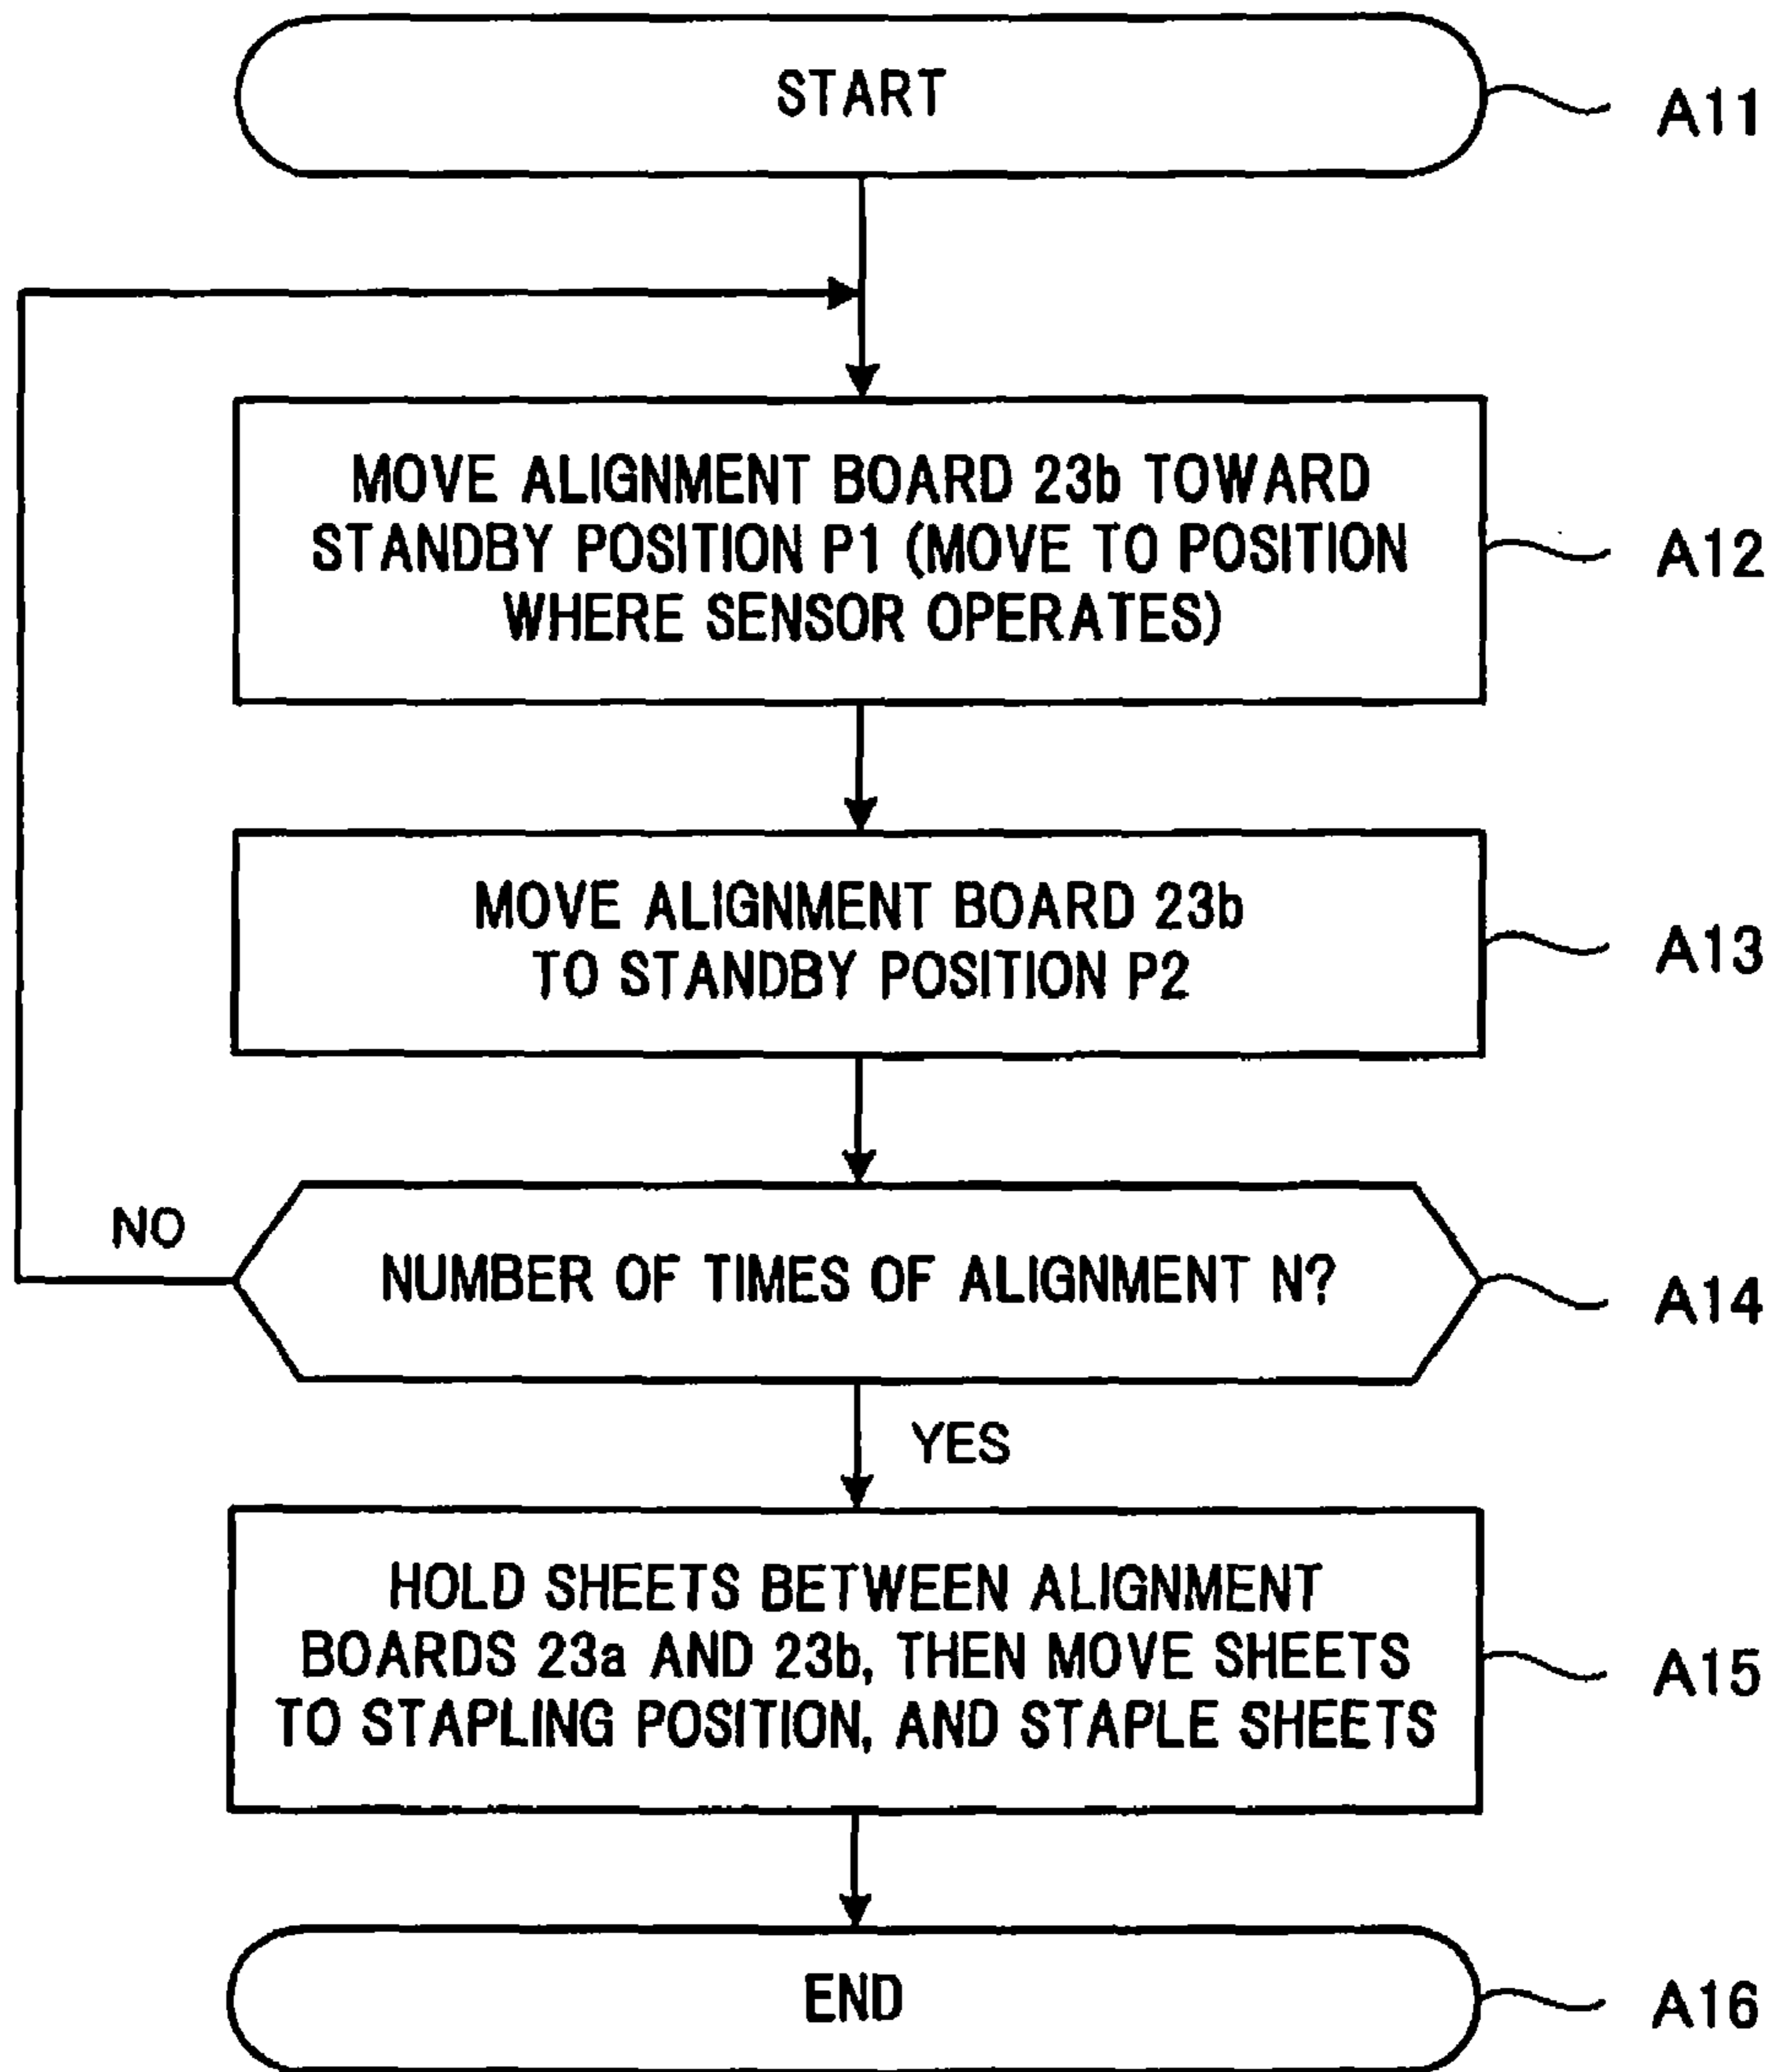 START
A11
MOVE ALIGNMENT BOARD 23b TOWARD
STANDBY POSITION P1 (MOVE TO POSITION
WHERE SENSOR OPERATES)
A12
MOVE ALIGNMENT BOARD 23b
TO STANDBY POSITION P2
A13
NO
NUMBER OF TIMES OF ALIGNMENT N?
A14
YES
HOLD SHEETS BETWEEN ALIGNMENT
BOARDS 23a AND 23b, THEN MOVE SHEETS
TO STAPLING POSITION, AND STAPLE SHEETS
A15
END
A16